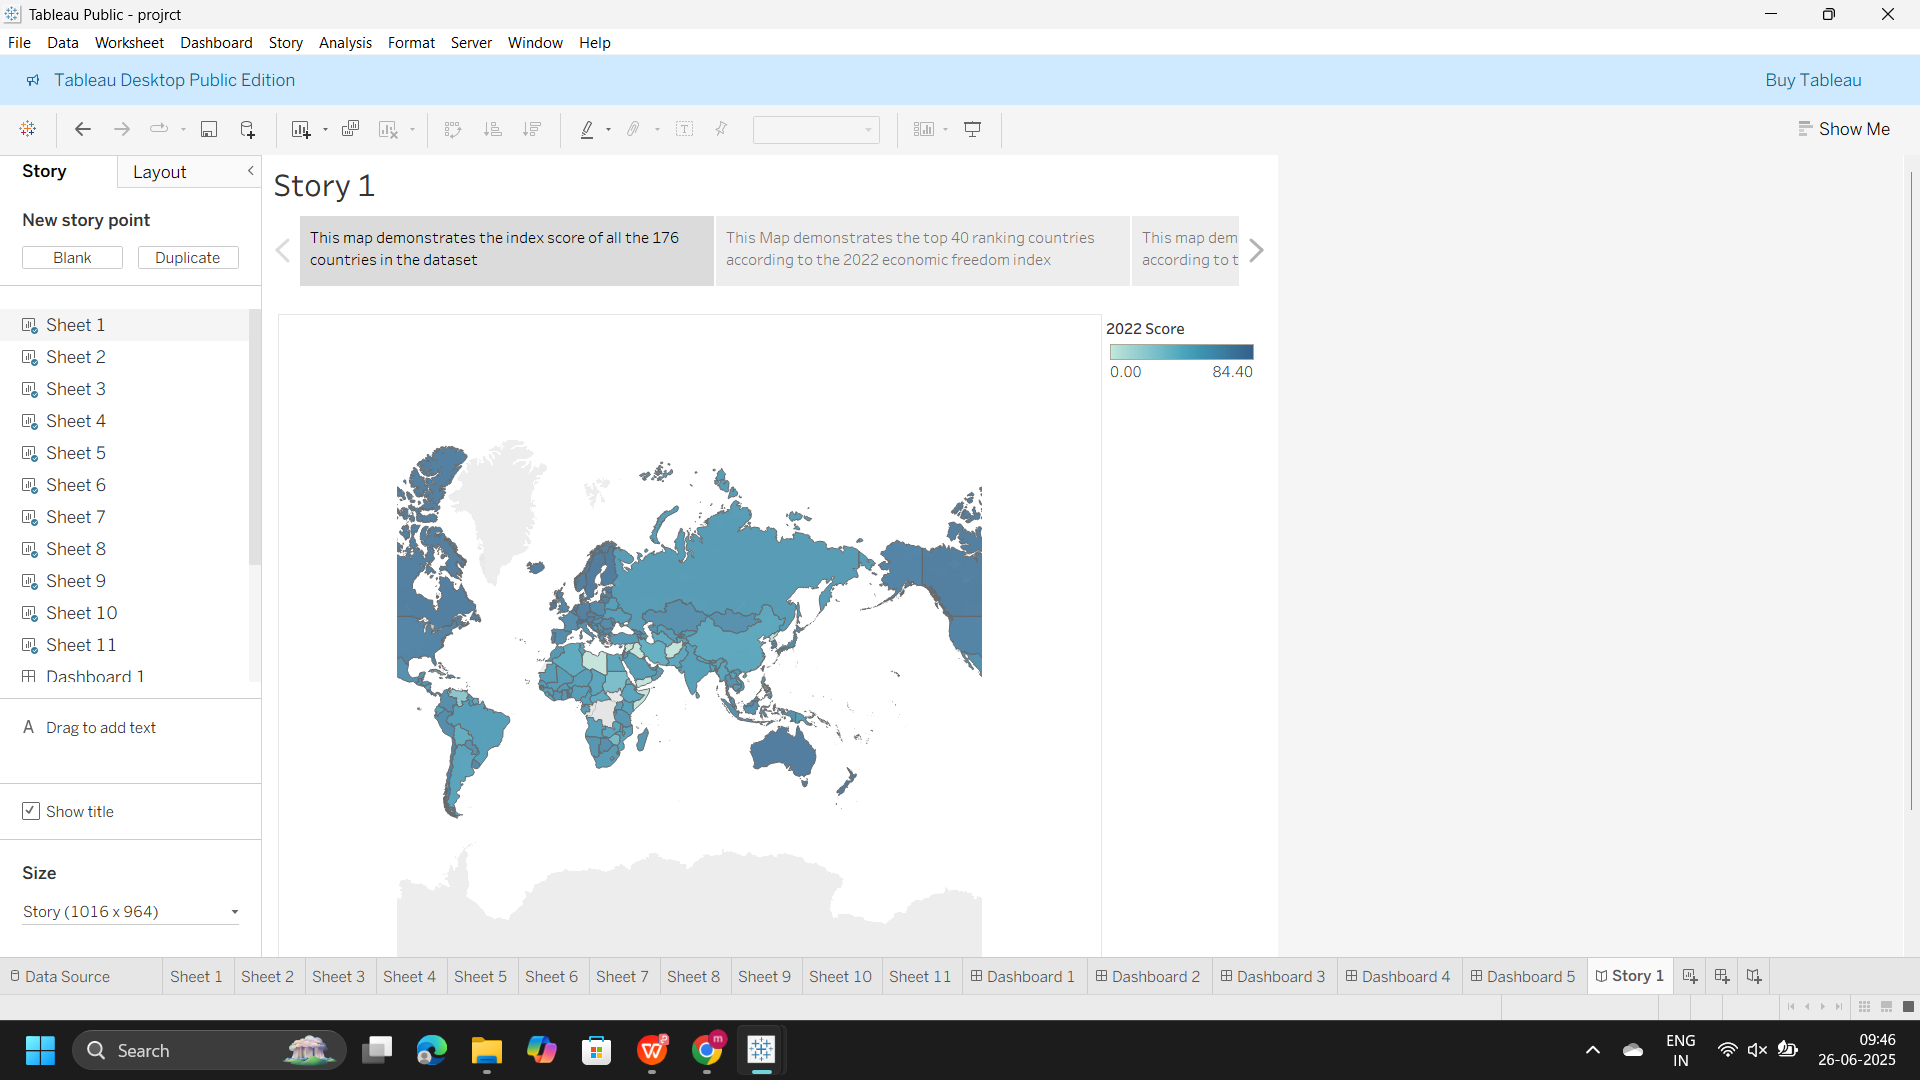 Tableau Public - projrct
File Data Worksheet Dashboard Story Analysis Format Server Window Help
Tableau Desktop Public Edition
Buy Tableau
Show Me
Story
Layout
New story point
Blank
Duplicate
Sheet 1
Sheet 2
Sheet 3
Sheet 4
Sheet 5
Sheet 6
Sheet 7
Sheet 8
Sheet 9
Sheet 10
Sheet 11
Dashboard 1
A Drag to add text
Show title
Size
Story (1016 x 964)
Story 1
This map demonstrates the index score of all the 176
countries in the dataset
This Map demonstrates the top 40 ranking countries
according to the 2022 economic freedom index
This map dem
according to t
2022 Score
0.00 84.40
Data Source Sheet 1 Sheet 2 Sheet 3 Sheet 4 Sheet 5 Sheet 6 Sheet 7 Sheet 8 Sheet 9 Sheet 10 Sheet 11 Dashboard 1 Dashboard 2 Dashboard 3 Dashboard 4 Dashboard 5 Story 1
Search
m
ENG
IN
09:46
26-06-2025